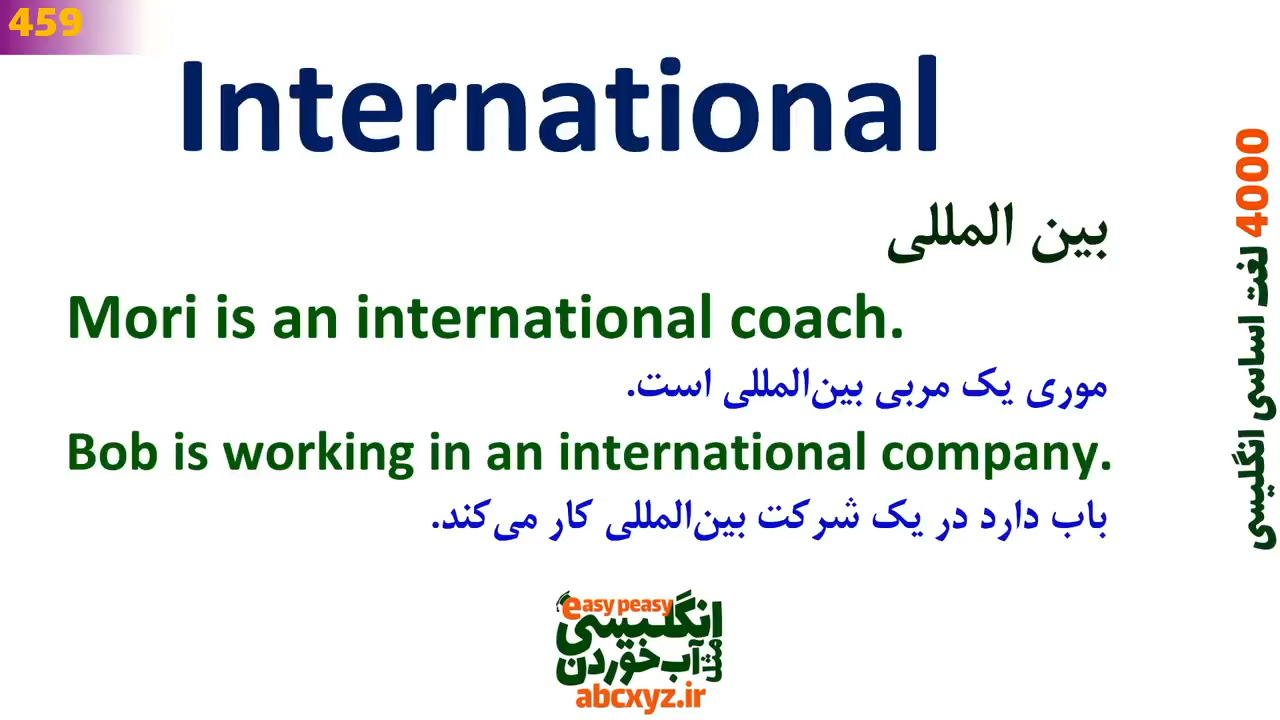 459
International
بین المللی
Mori is an international coach.
موری یک مربی بین‌المللی است.
Bob is working in an international company.
باب دارد در یک شرکت بین‌المللی کار می‌کند.
4000 لغت اساسی انگلیسی
easy peasy
انگلیسی
مثل آب خوردن
abcxyz.ir